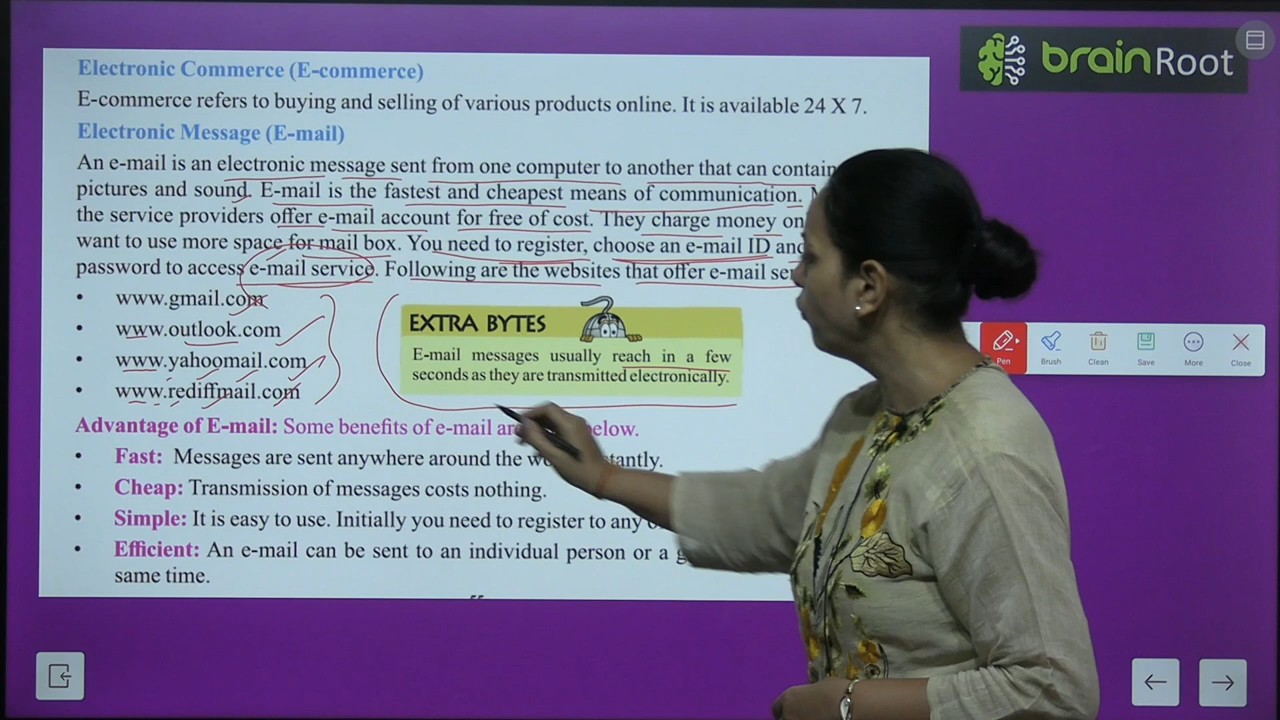 brainRoot
Electronic Commerce (E-commerce)
E-commerce refers to buying and selling of various products online. It is available 24 X 7.
Electronic Message (E-mail)
An e-mail is an electronic message sent from one computer to another that can contain
pictures and sound. E-mail is the fastest and cheapest means of communication.
the service providers offer e-mail account for free of cost. They charge money
want to use more space for mail box. You need to register, choose an e-mail ID and
password to access e-mail service. Following are the websites that offer e-mail
• www.gmail.com
• www.outlook.com
• www.yahoomail.com
• www.rediffmail.com
EXTRA BYTES
E-mail messages usually reach in a few
seconds as they are transmitted electronically.
Pen Brush Clean Save More Close
Advantage of E-mail: Some benefits of e-mail
• Fast: Messages are sent anywhere around the
• Cheap: Transmission of messages costs nothing.
• Simple: It is easy to use. Initially you need to register to any
• Efficient: An e-mail can be sent to an individual person or a
same time.